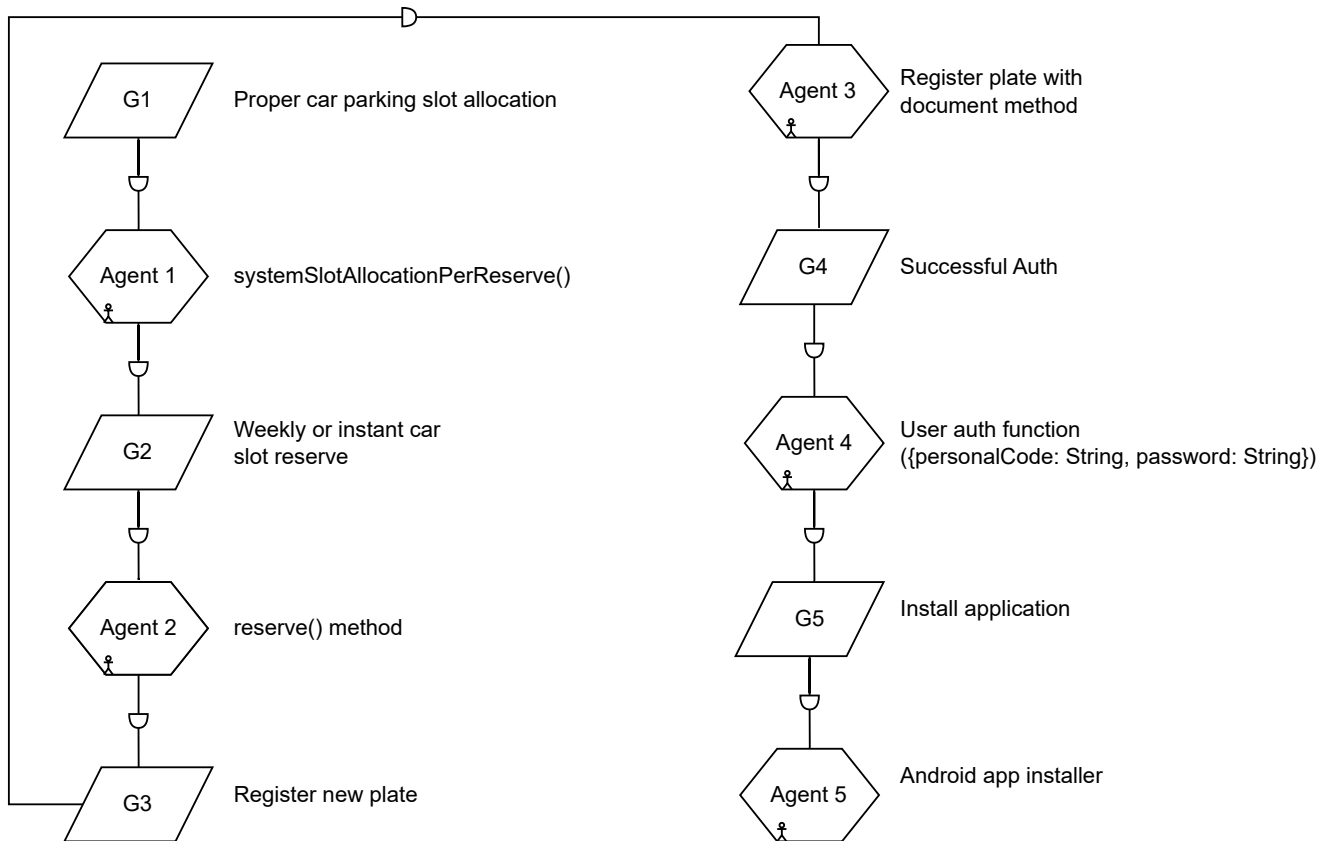 G1
Proper car parking slot allocation
Agent 1
systemSlotAllocationPerReserve()
G2
Weekly or instant car
slot reserve
Agent 2
reserve() method
G3
Register new plate
Agent 3
Register plate with
document method
G4
Successful Auth
Agent 4
User auth function
({personalCode: String, password: String})
G5
Install application
Agent 5
Android app installer